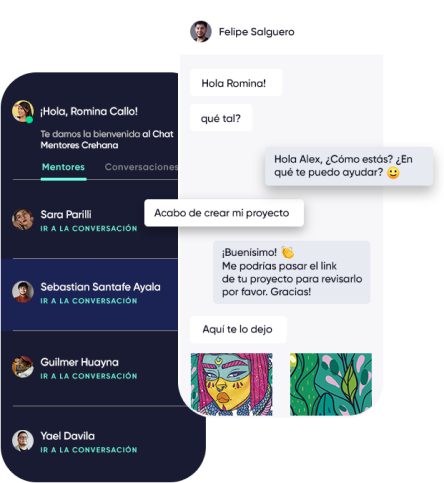 Felipe Salguero
Hola Romina!
qué tal?
Hola Alex, ¿Cómo estás? ¿En
qué te puedo ayudar? 🙂
Acabo de crear mi proyecto
¡Buenísimo! 👏
Me podrías pasar el link
de tu proyecto para revisarlo
por favor. Gracias!
Aquí te lo dejo
¡Hola, Romina Callo!
Te damos la bienvenida al Chat
Mentores Crehana
Mentores Conversaciones
Sara Parilli
IR A LA CONVERSACIÓN
Sebastian Santafe Ayala
IR A LA CONVERSACIÓN
Guilmer Huayna
IR A LA CONVERSACIÓN
Yael Davila
IR A LA CONVERSACIÓN